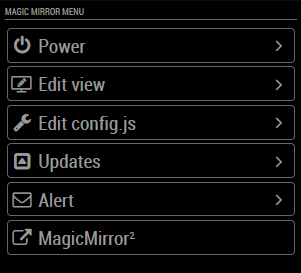 MAGIC MIRROR MENU
Power
Edit view
Edit config.js
Updates
Alert
MagicMirror²